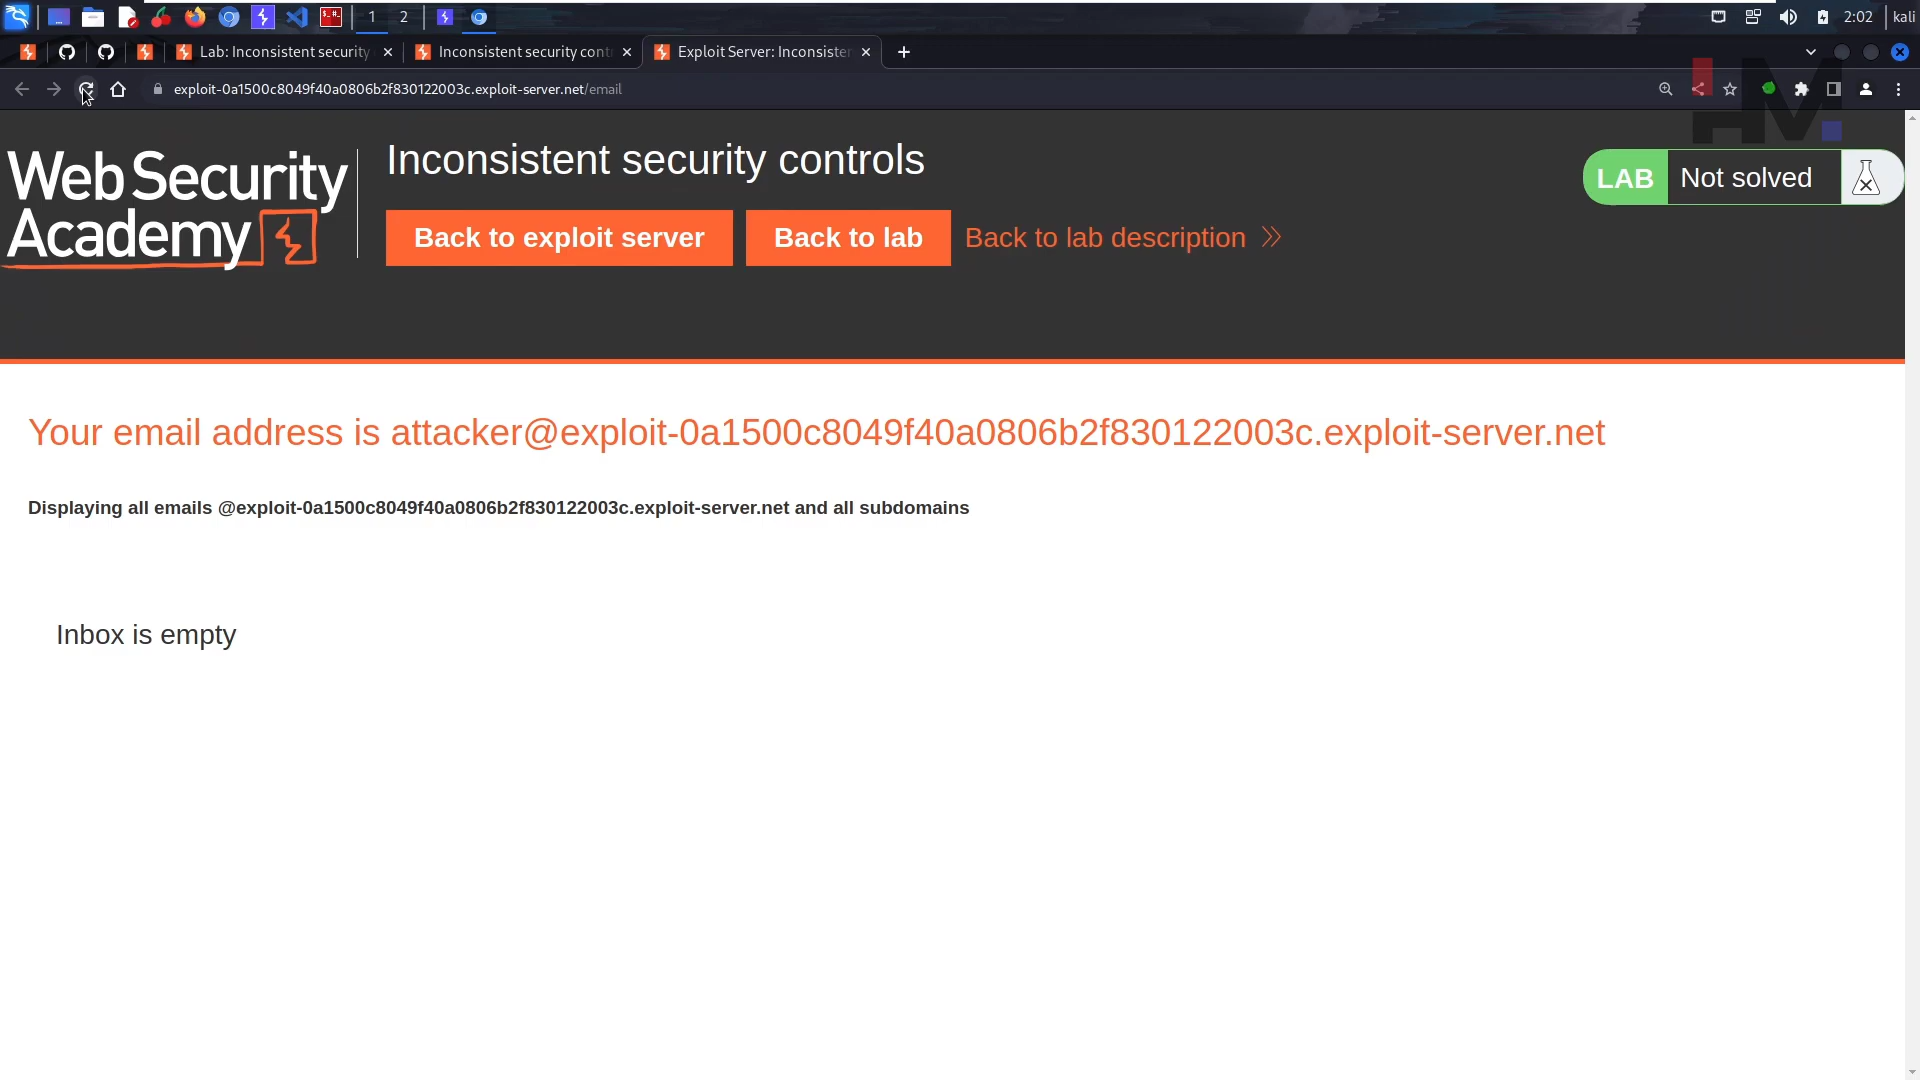 1
2
2:02
kali
Lab: Inconsistent security
Inconsistent security cont
Exploit Server: Inconsister
exploit-0a1500c8049f40a0806b2f830122003c.exploit-server.net/email
HM
Web Security
Academy
Inconsistent security controls
LAB
Not solved
Back to exploit server
Back to lab
Back to lab description
Your email address is attacker@exploit-0a1500c8049f40a0806b2f830122003c.exploit-server.net
Displaying all emails @exploit-0a1500c8049f40a0806b2f830122003c.exploit-server.net and all subdomains
Inbox is empty